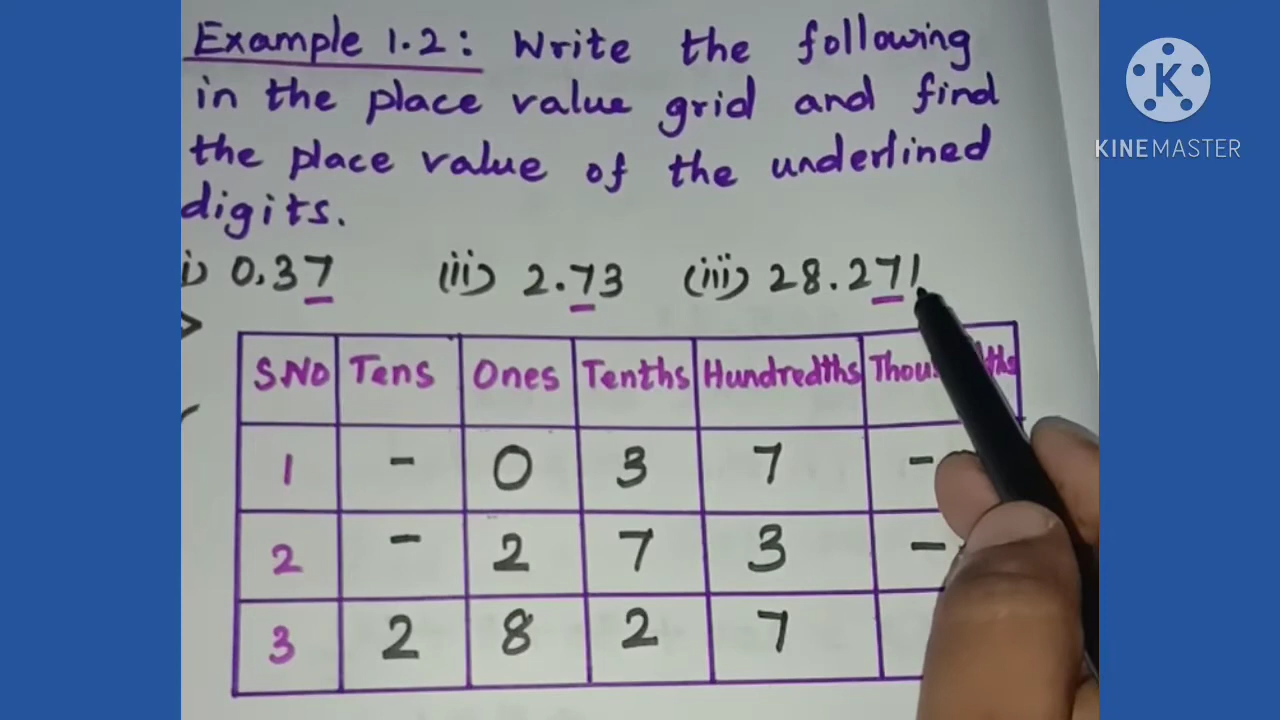 Example 1.2: Write the following
in the place value grid and find
the place value of the underlined
digits.
i) 0.37 (ii) 2.73 (iii) 28.271
S.No Tens Ones Tenths Hundredths
1 - 0 3 7 -
2 - 2 7 3 -
3 2 8 2 7
K
KINEMASTER